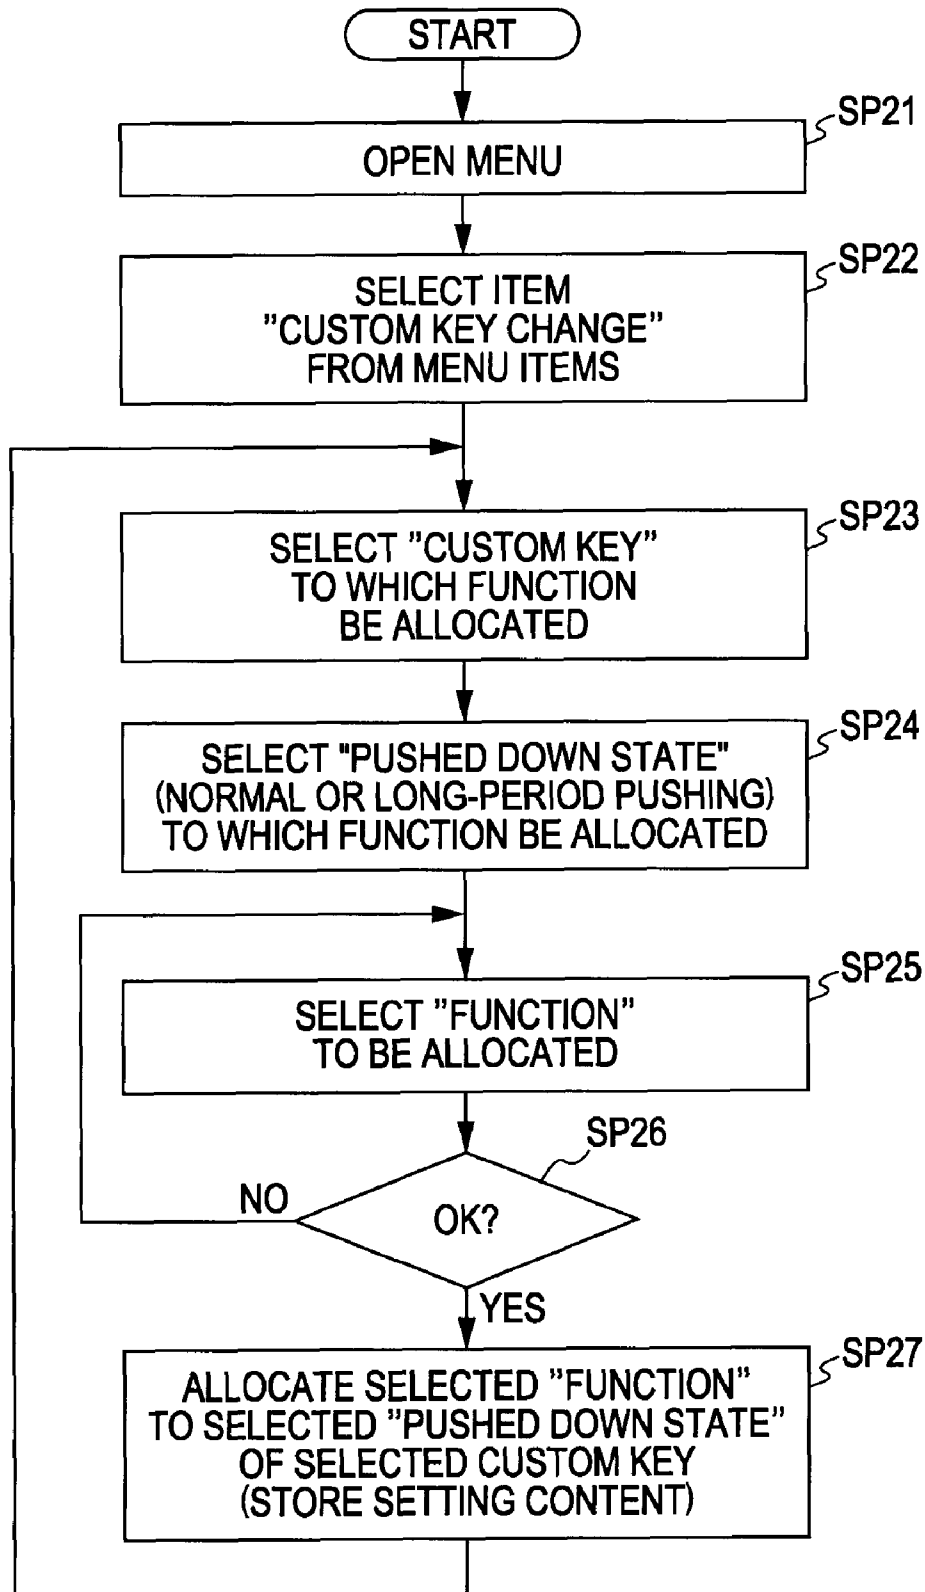 START
SP21
OPEN MENU
SP22
SELECT ITEM
"CUSTOM KEY CHANGE"
FROM MENU ITEMS
SP23
SELECT "CUSTOM KEY"
TO WHICH FUNCTION
BE ALLOCATED
SP24
SELECT "PUSHED DOWN STATE"
(NORMAL OR LONG-PERIOD PUSHING)
TO WHICH FUNCTION BE ALLOCATED
SP25
SELECT "FUNCTION"
TO BE ALLOCATED
SP26
NO
OK?
YES
SP27
ALLOCATE SELECTED "FUNCTION"
TO SELECTED "PUSHED DOWN STATE"
OF SELECTED CUSTOM KEY
(STORE SETTING CONTENT)